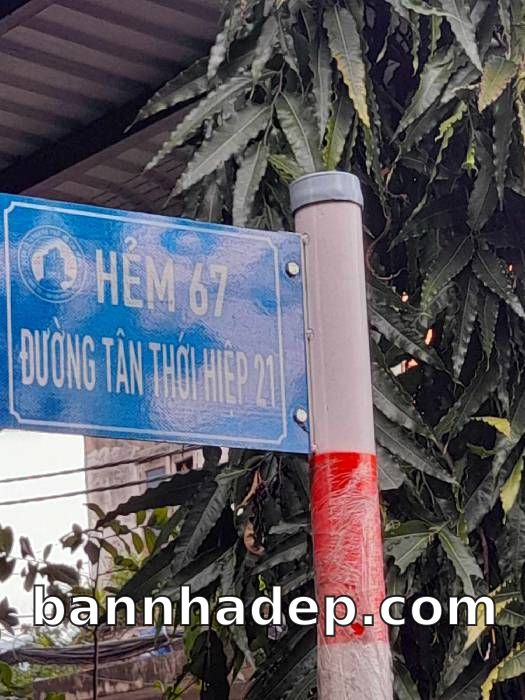 HẺM 67
ĐƯỜNG TÂN THỚI HIỆP 21
bannhadep.com